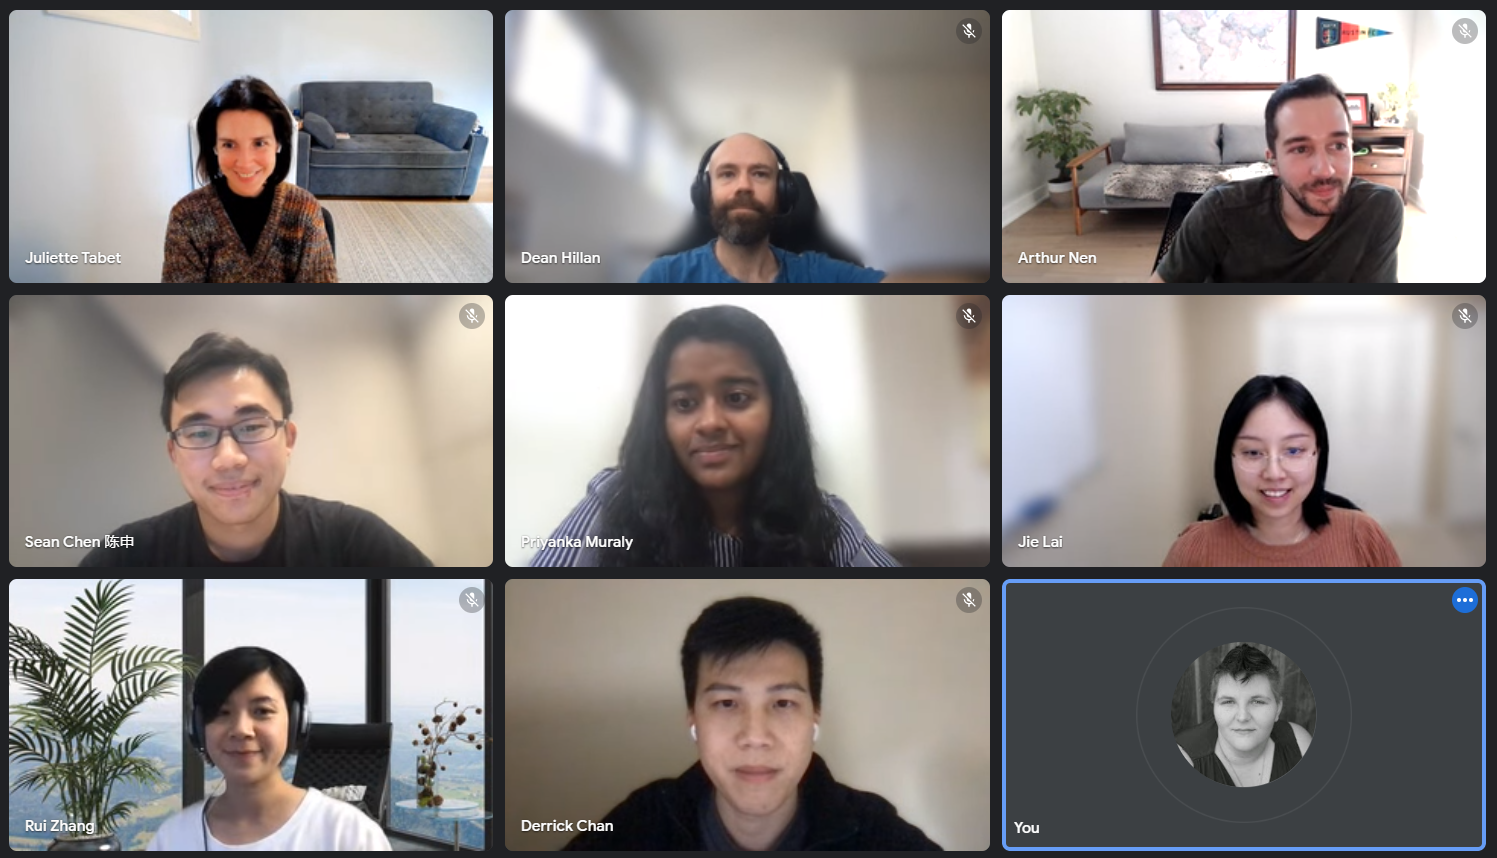 Juliette Tabet
Dean Hillan
Arthur Nen
Sean Chen 陈申
Priyanka Muraly
Jie Lai
Rui Zhang
Derrick Chan
You